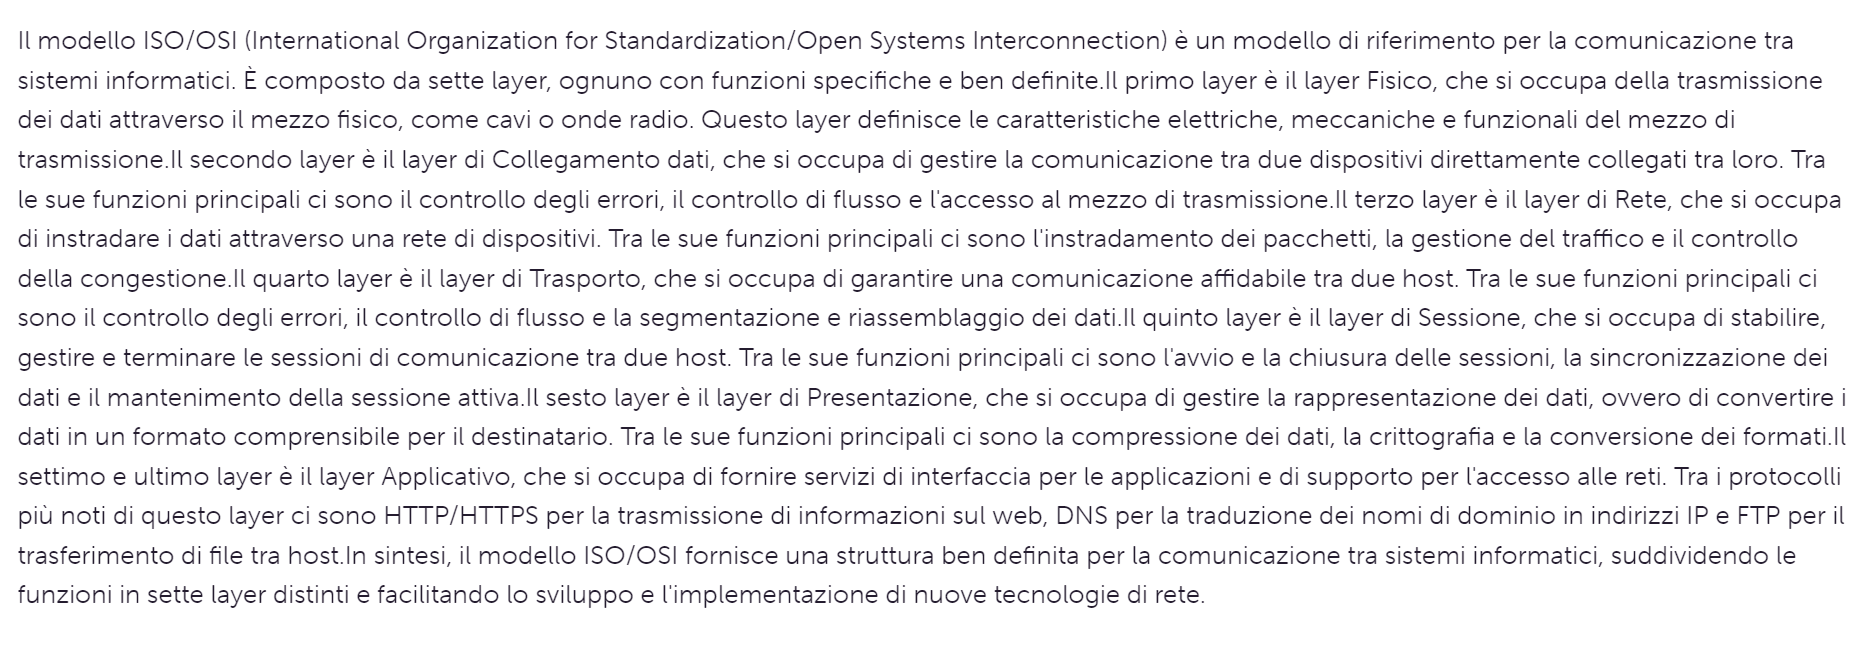 Il modello ISO/OSI (International Organization for Standardization/Open Systems Interconnection) è un modello di riferimento per la comunicazione tra
sistemi informatici. È composto da sette layer, ognuno con funzioni specifiche e ben definite.Il primo layer è il layer Fisico, che si occupa della trasmissione
dei dati attraverso il mezzo fisico, come cavi o onde radio. Questo layer definisce le caratteristiche elettriche, meccaniche e funzionali del mezzo di
trasmissione.Il secondo layer è il layer di Collegamento dati, che si occupa di gestire la comunicazione tra due dispositivi direttamente collegati tra loro. Tra
le sue funzioni principali ci sono il controllo degli errori, il controllo di flusso e l'accesso al mezzo di trasmissione.Il terzo layer è il layer di Rete, che si occupa
di instradare i dati attraverso una rete di dispositivi. Tra le sue funzioni principali ci sono l'instradamento dei pacchetti, la gestione del traffico e il controllo
della congestione.Il quarto layer è il layer di Trasporto, che si occupa di garantire una comunicazione affidabile tra due host. Tra le sue funzioni principali ci
sono il controllo degli errori, il controllo di flusso e la segmentazione e riassemblaggio dei dati.Il quinto layer è il layer di Sessione, che si occupa di stabilire,
gestire e terminare le sessioni di comunicazione tra due host. Tra le sue funzioni principali ci sono l'avvio e la chiusura delle sessioni, la sincronizzazione dei
dati e il mantenimento della sessione attiva.Il sesto layer è il layer di Presentazione, che si occupa di gestire la rappresentazione dei dati, ovvero di convertire i
dati in un formato comprensibile per il destinatario. Tra le sue funzioni principali ci sono la compressione dei dati, la crittografia e la conversione dei formati.Il
settimo e ultimo layer è il layer Applicativo, che si occupa di fornire servizi di interfaccia per le applicazioni e di supporto per l'accesso alle reti. Tra i protocolli
più noti di questo layer ci sono HTTP/HTTPS per la trasmissione di informazioni sul web, DNS per la traduzione dei nomi di dominio in indirizzi IP e FTP per il
trasferimento di file tra host.In sintesi, il modello ISO/OSI fornisce una struttura ben definita per la comunicazione tra sistemi informatici, suddividendo le
funzioni in sette layer distinti e facilitando lo sviluppo e l'implementazione di nuove tecnologie di rete.